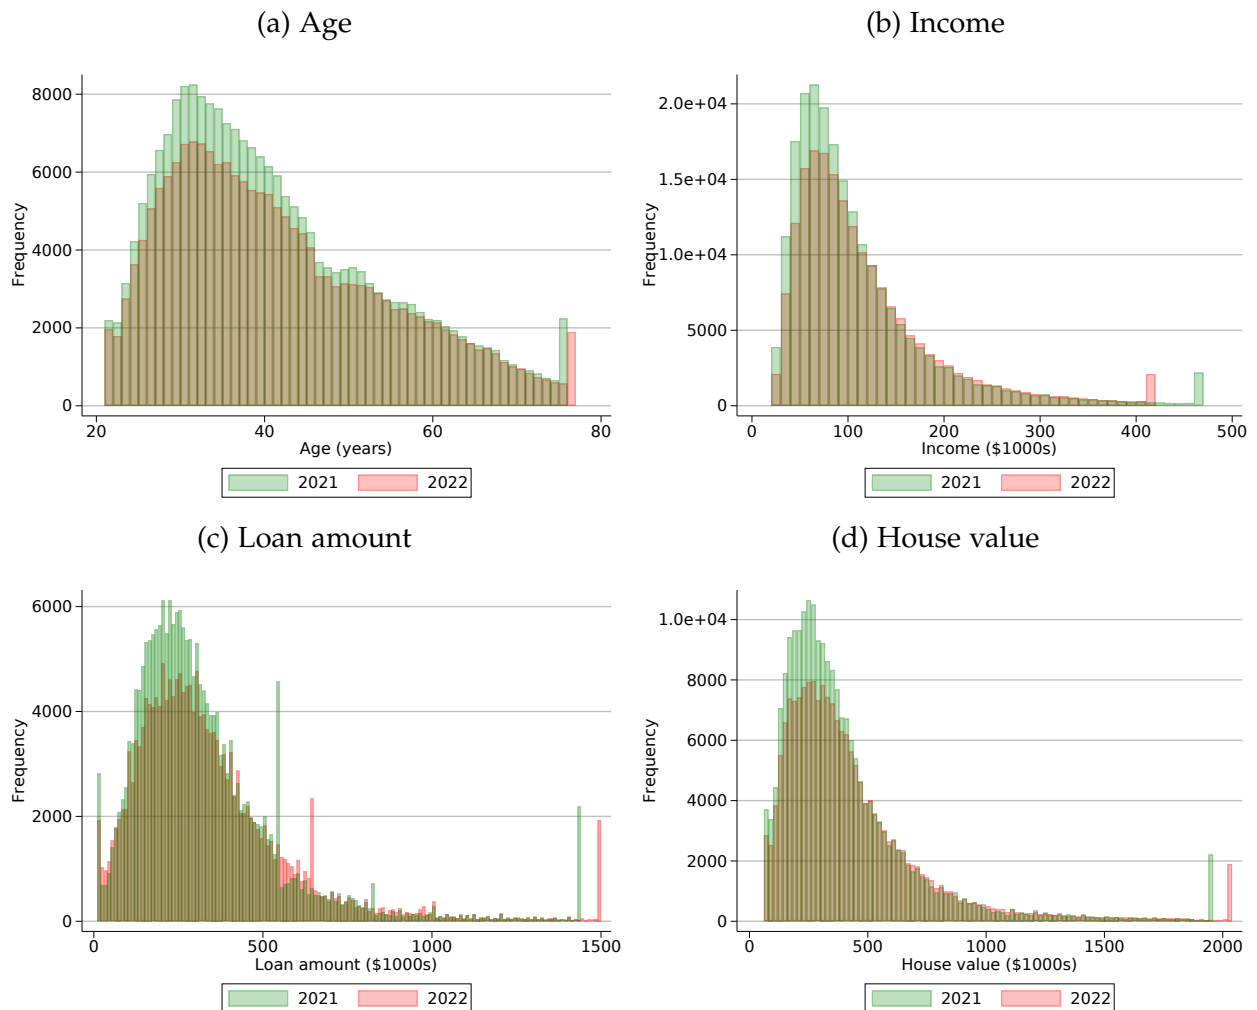 (a) Age
(b) Income
8000
6000
4000
2000
0
Frequency
20
40
60
80
Age (years)
2021
2022
2.0e+04
1.5e+04
1.0e+04
5000
0
Frequency
0
100
200
300
400
500
Income ($1000s)
2021
2022
(c) Loan amount
(d) House value
6000
4000
2000
0
Frequency
0
500
1000
1500
Loan amount ($1000s)
2021
2022
1.0e+04
8000
6000
4000
2000
0
Frequency
0
500
1000
1500
2000
House value ($1000s)
2021
2022